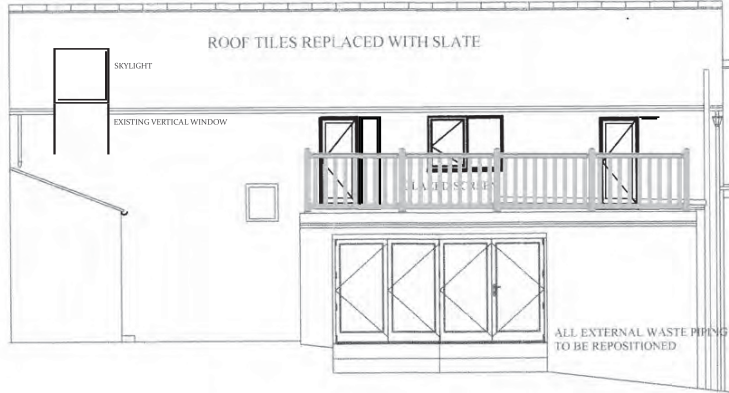 ROOF TILES REPLACED WITH SLATE
SKYLIGHT
EXISTING VERTICAL WINDOW
ALL EXTERNAL WASTE PIPING
TO BE REPOSITIONED